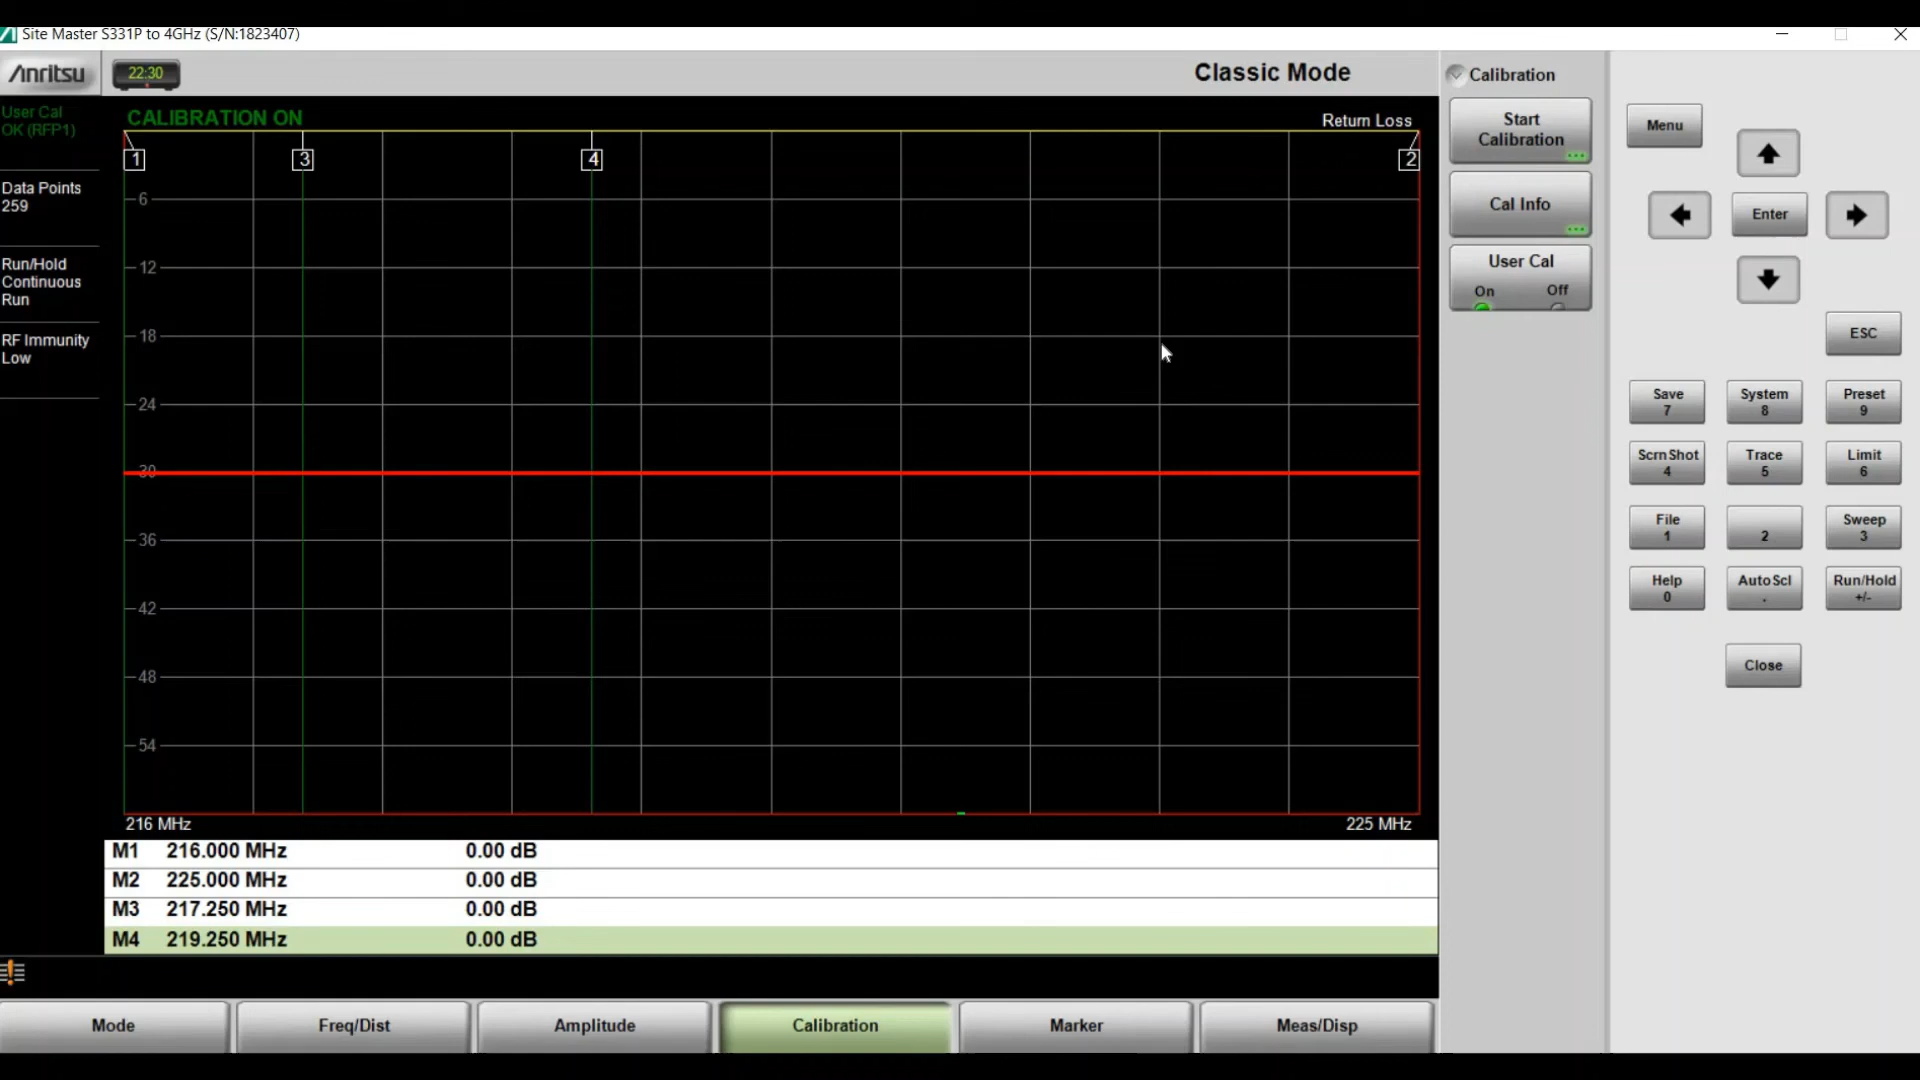 Site Master S331P to 4GHz (S/N:1823407)
Anritsu
22:30
Classic Mode
Calibration
User Cal
OK (RFP1)
CALIBRATION ON
Return Loss
Start
Calibration
Menu
1
3
4
2
Data Points
259
6
Cal Info
Enter
Run/Hold
Continuous
Run
12
User Cal
On
Off
RF Immunity
Low
18
ESC
24
Save
7
System
8
Preset
9
30
Scrn Shot
4
Trace
5
Limit
6
36
File
1
2
Sweep
3
42
Help
0
Auto Scl
.
Run/Hold
+/-
48
Close
54
216 MHz
225 MHz
M1 216.000 MHz 0.00 dB
M2 225.000 MHz 0.00 dB
M3 217.250 MHz 0.00 dB
M4 219.250 MHz 0.00 dB
Mode
Freq/Dist
Amplitude
Calibration
Marker
Meas/Disp